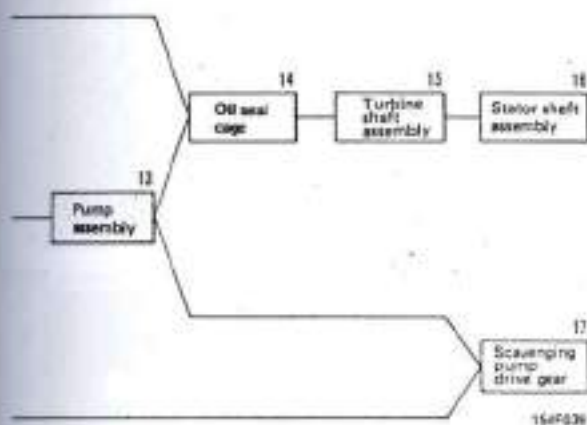 14
Oil seal
cage
15
Turbine
shaft
assembly
16
Stator shaft
assembly
13
Pump
assembly
17
Scavenging
pump
drive gear
154F039